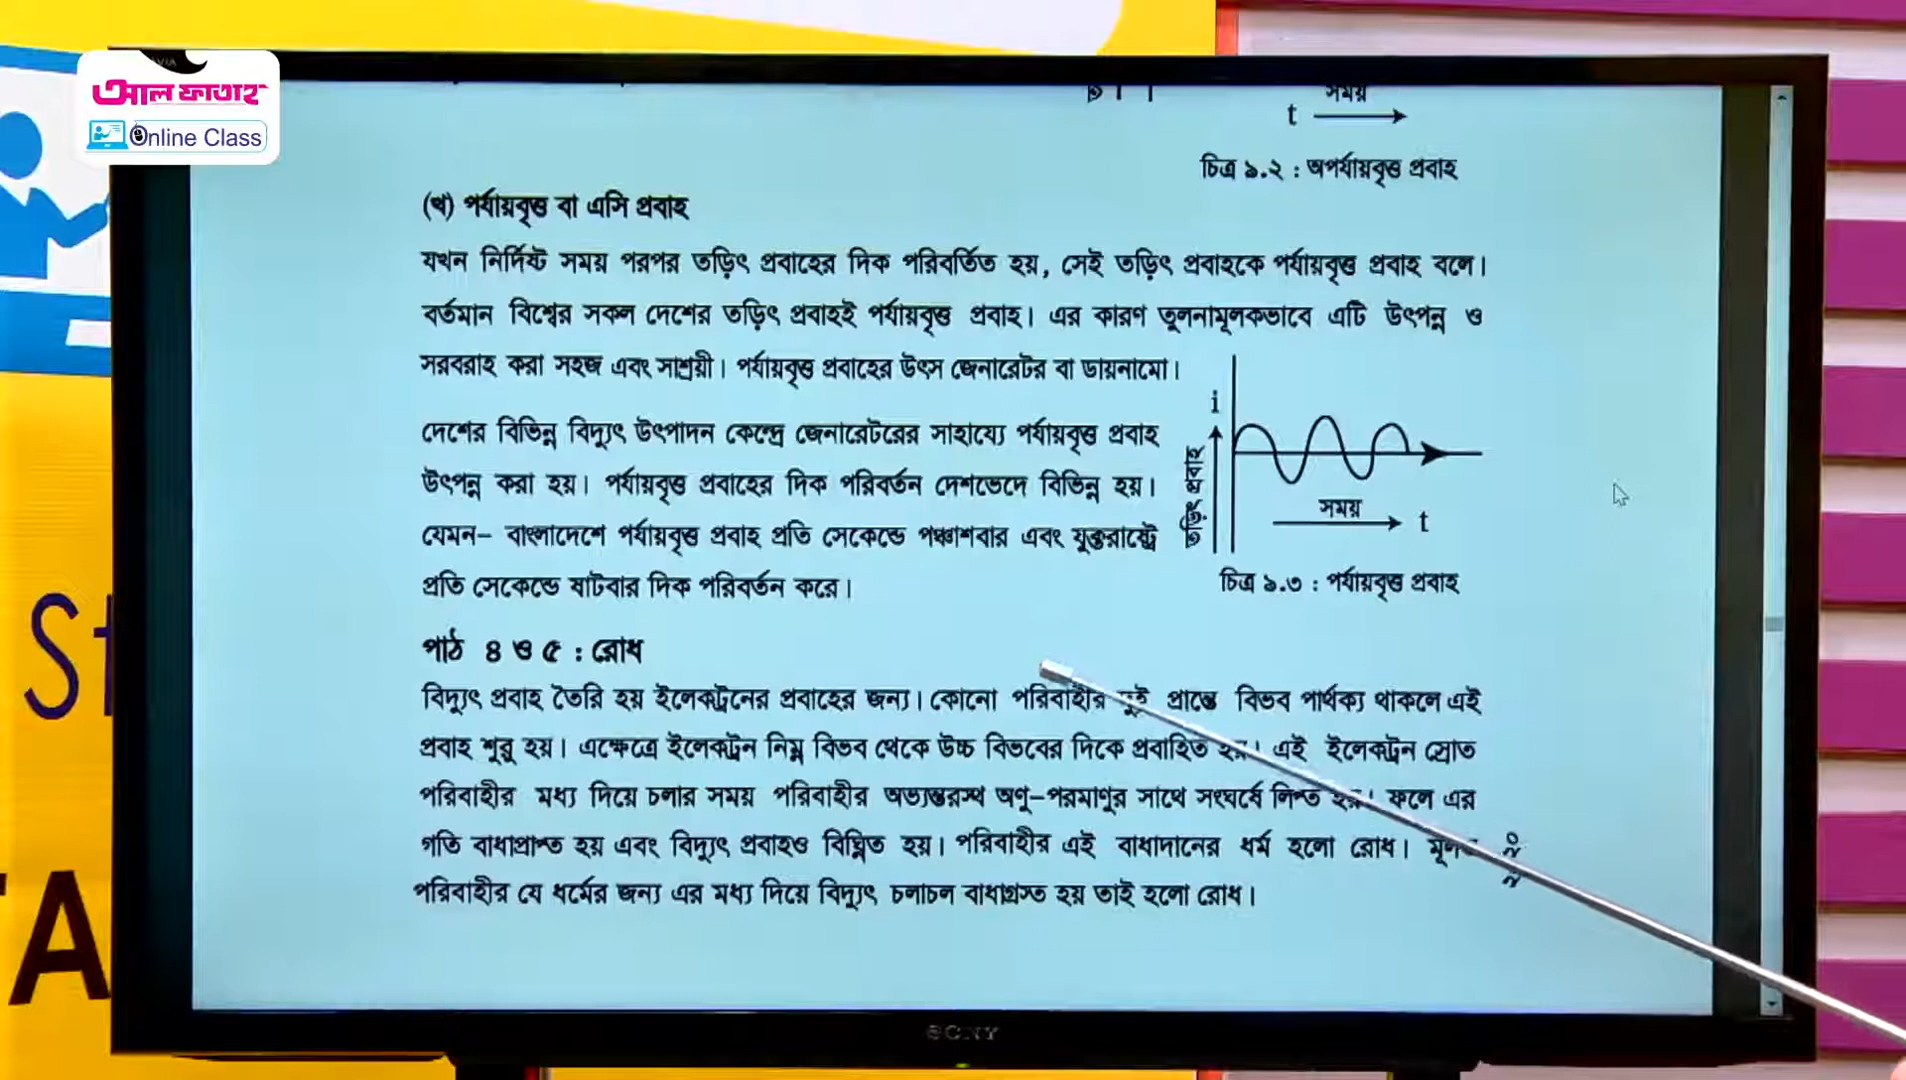 আল ফাতাহ
Online Class
সময়
t
চিত্র ৯.২ : অপর্যায়বৃত্ত প্রবাহ
(খ) পর্যায়বৃত্ত বা এসি প্রবাহ
যখন নির্দিষ্ট সময় পরপর তড়িৎ প্রবাহের দিক পরিবর্তিত হয়, সেই তড়িৎ প্রবাহকে পর্যায়বৃত্ত প্রবাহ বলে।
বর্তমান বিশ্বের সকল দেশের তড়িৎ প্রবাহই পর্যায়বৃত্ত প্রবাহ। এর কারণ তুলনামূলকভাবে এটি উৎপন্ন ও
সরবরাহ করা সহজ এবং সাশ্রয়ী। পর্যায়বৃত্ত প্রবাহের উৎস জেনারেটর বা ডায়নামো।
দেশের বিভিন্ন বিদ্যুৎ উৎপাদন কেন্দ্রে জেনারেটরের সাহায্যে পর্যায়বৃত্ত প্রবাহ
উৎপন্ন করা হয়। পর্যায়বৃত্ত প্রবাহের দিক পরিবর্তন দেশভেদে বিভিন্ন হয়।
যেমন- বাংলাদেশে পর্যায়বৃত্ত প্রবাহ প্রতি সেকেন্ডে পঞ্চাশবার এবং যুক্তরাষ্ট্রে
প্রতি সেকেন্ডে ষাটবার দিক পরিবর্তন করে।
i
তড়িৎ প্রবাহ
সময়
t
চিত্র ৯.৩ : পর্যায়বৃত্ত প্রবাহ
পাঠ ৪ ও ৫ : রোধ
বিদ্যুৎ প্রবাহ তৈরি হয় ইলেকট্রনের প্রবাহের জন্য। কোনো পরিবাহীর দুই প্রান্তে বিভব পার্থক্য থাকলে এই
প্রবাহ শুরু হয়। এক্ষেত্রে ইলেকট্রন নিম্ন বিভব থেকে উচ্চ বিভবের দিকে প্রবাহিত হয়। এই ইলেকট্রন স্রোত
পরিবাহীর মধ্য দিয়ে চলার সময় পরিবাহীর অভ্যন্তরস্থ অণু-পরমাণুর সাথে সংঘর্ষে লিপ্ত হয়। ফলে এর
গতি বাধাপ্রাপ্ত হয় এবং বিদ্যুৎ প্রবাহও বিঘ্নিত হয়। পরিবাহীর এই বাধাদানের ধর্ম হলো রোধ।
পরিবাহীর যে ধর্মের জন্য এর মধ্য দিয়ে বিদ্যুৎ চলাচল বাধাগ্রস্ত হয় তাই হলো রোধ।
SONY